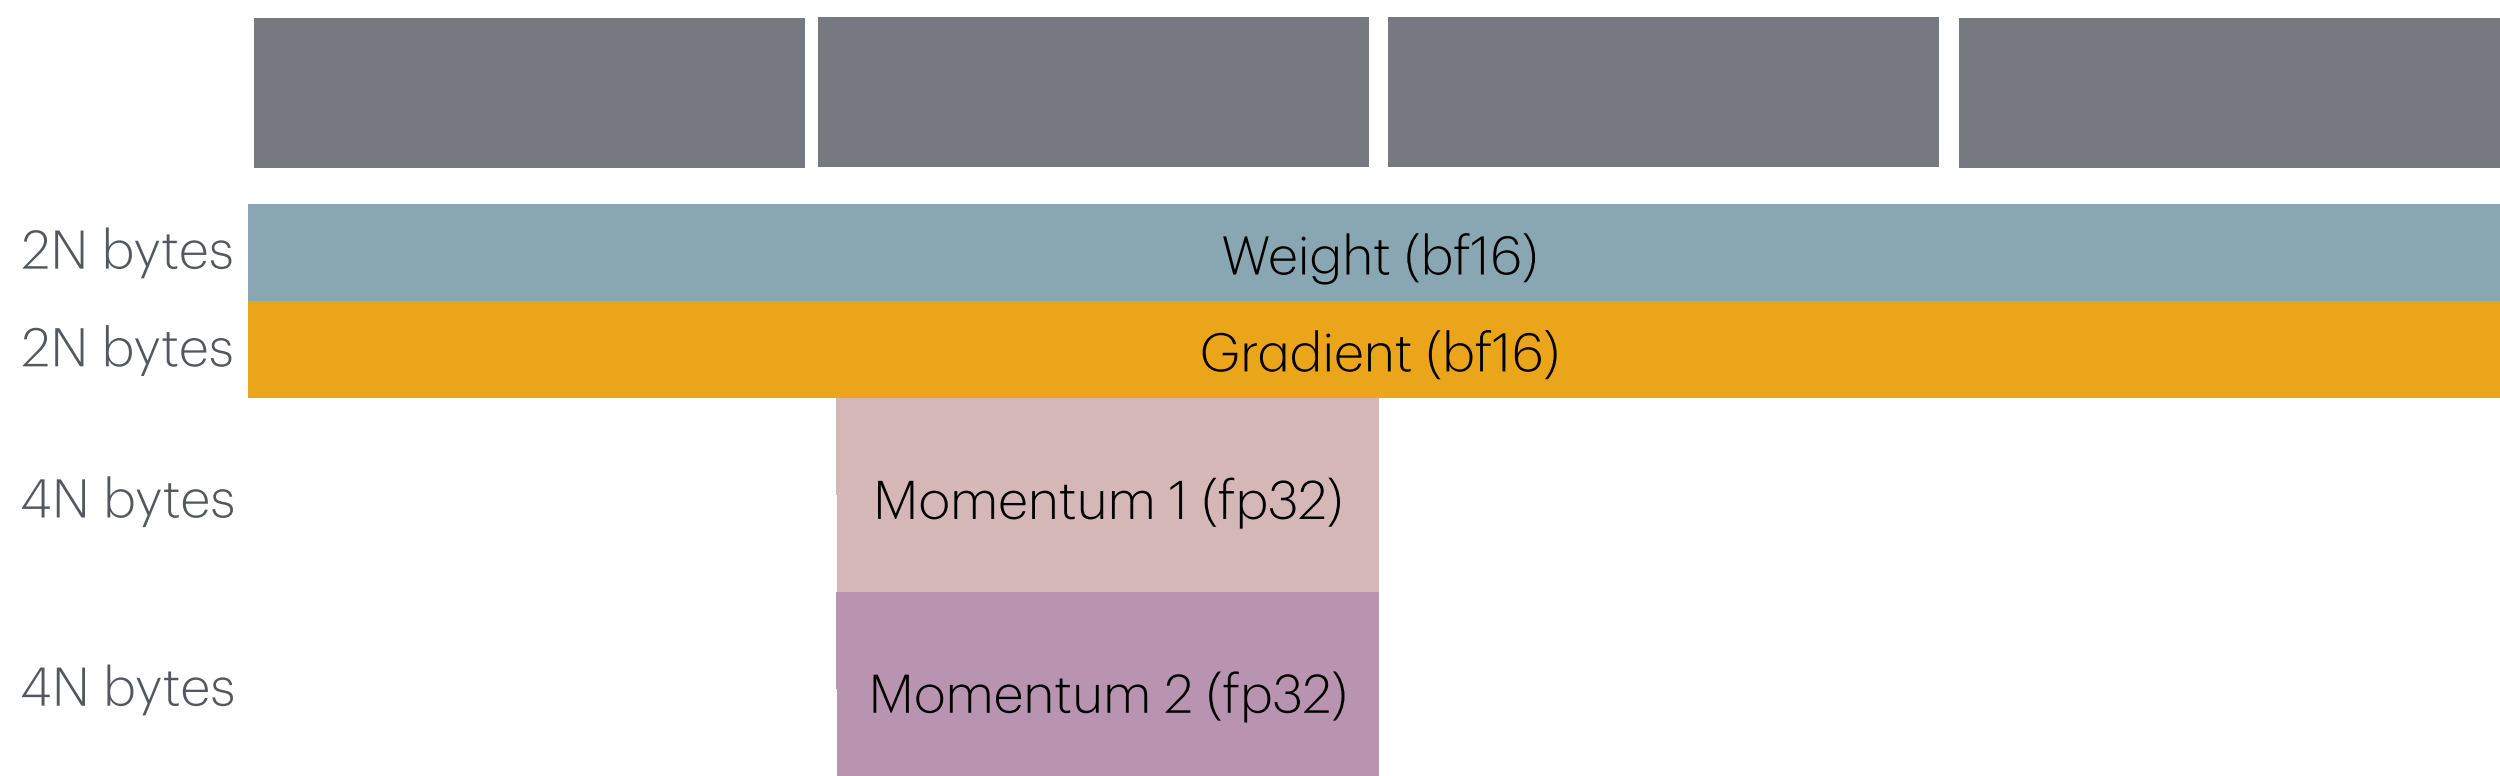 2N bytes
Weight (bf16)
2N bytes
Gradient (bf16)
4N bytes
Momentum 1 (fp32)
4N bytes
Momentum 2 (fp32)